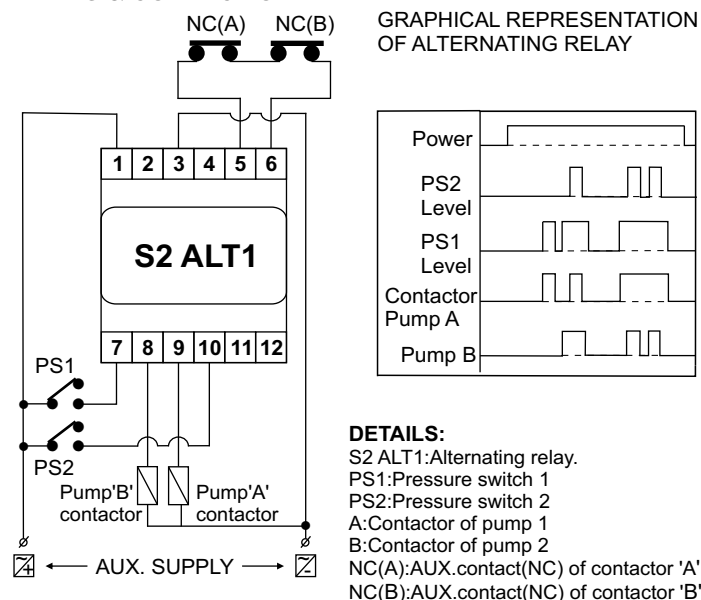 NC(A) NC(B)
1 2 3 4 5 6
S2 ALT1
7 8 9 10 11 12
PS1
PS2
Pump'B'
contactor
Pump'A'
contactor
AUX. SUPPLY
GRAPHICAL REPRESENTATION
OF ALTERNATING RELAY
Power
PS2
Level
PS1
Level
Contactor
Pump A
Pump B
DETAILS:
S2 ALT1:Alternating relay.
PS1:Pressure switch 1
PS2:Pressure switch 2
A:Contactor of pump 1
B:Contactor of pump 2
NC(A):AUX.contact(NC) of contactor 'A'
NC(B):AUX.contact(NC) of contactor 'B'